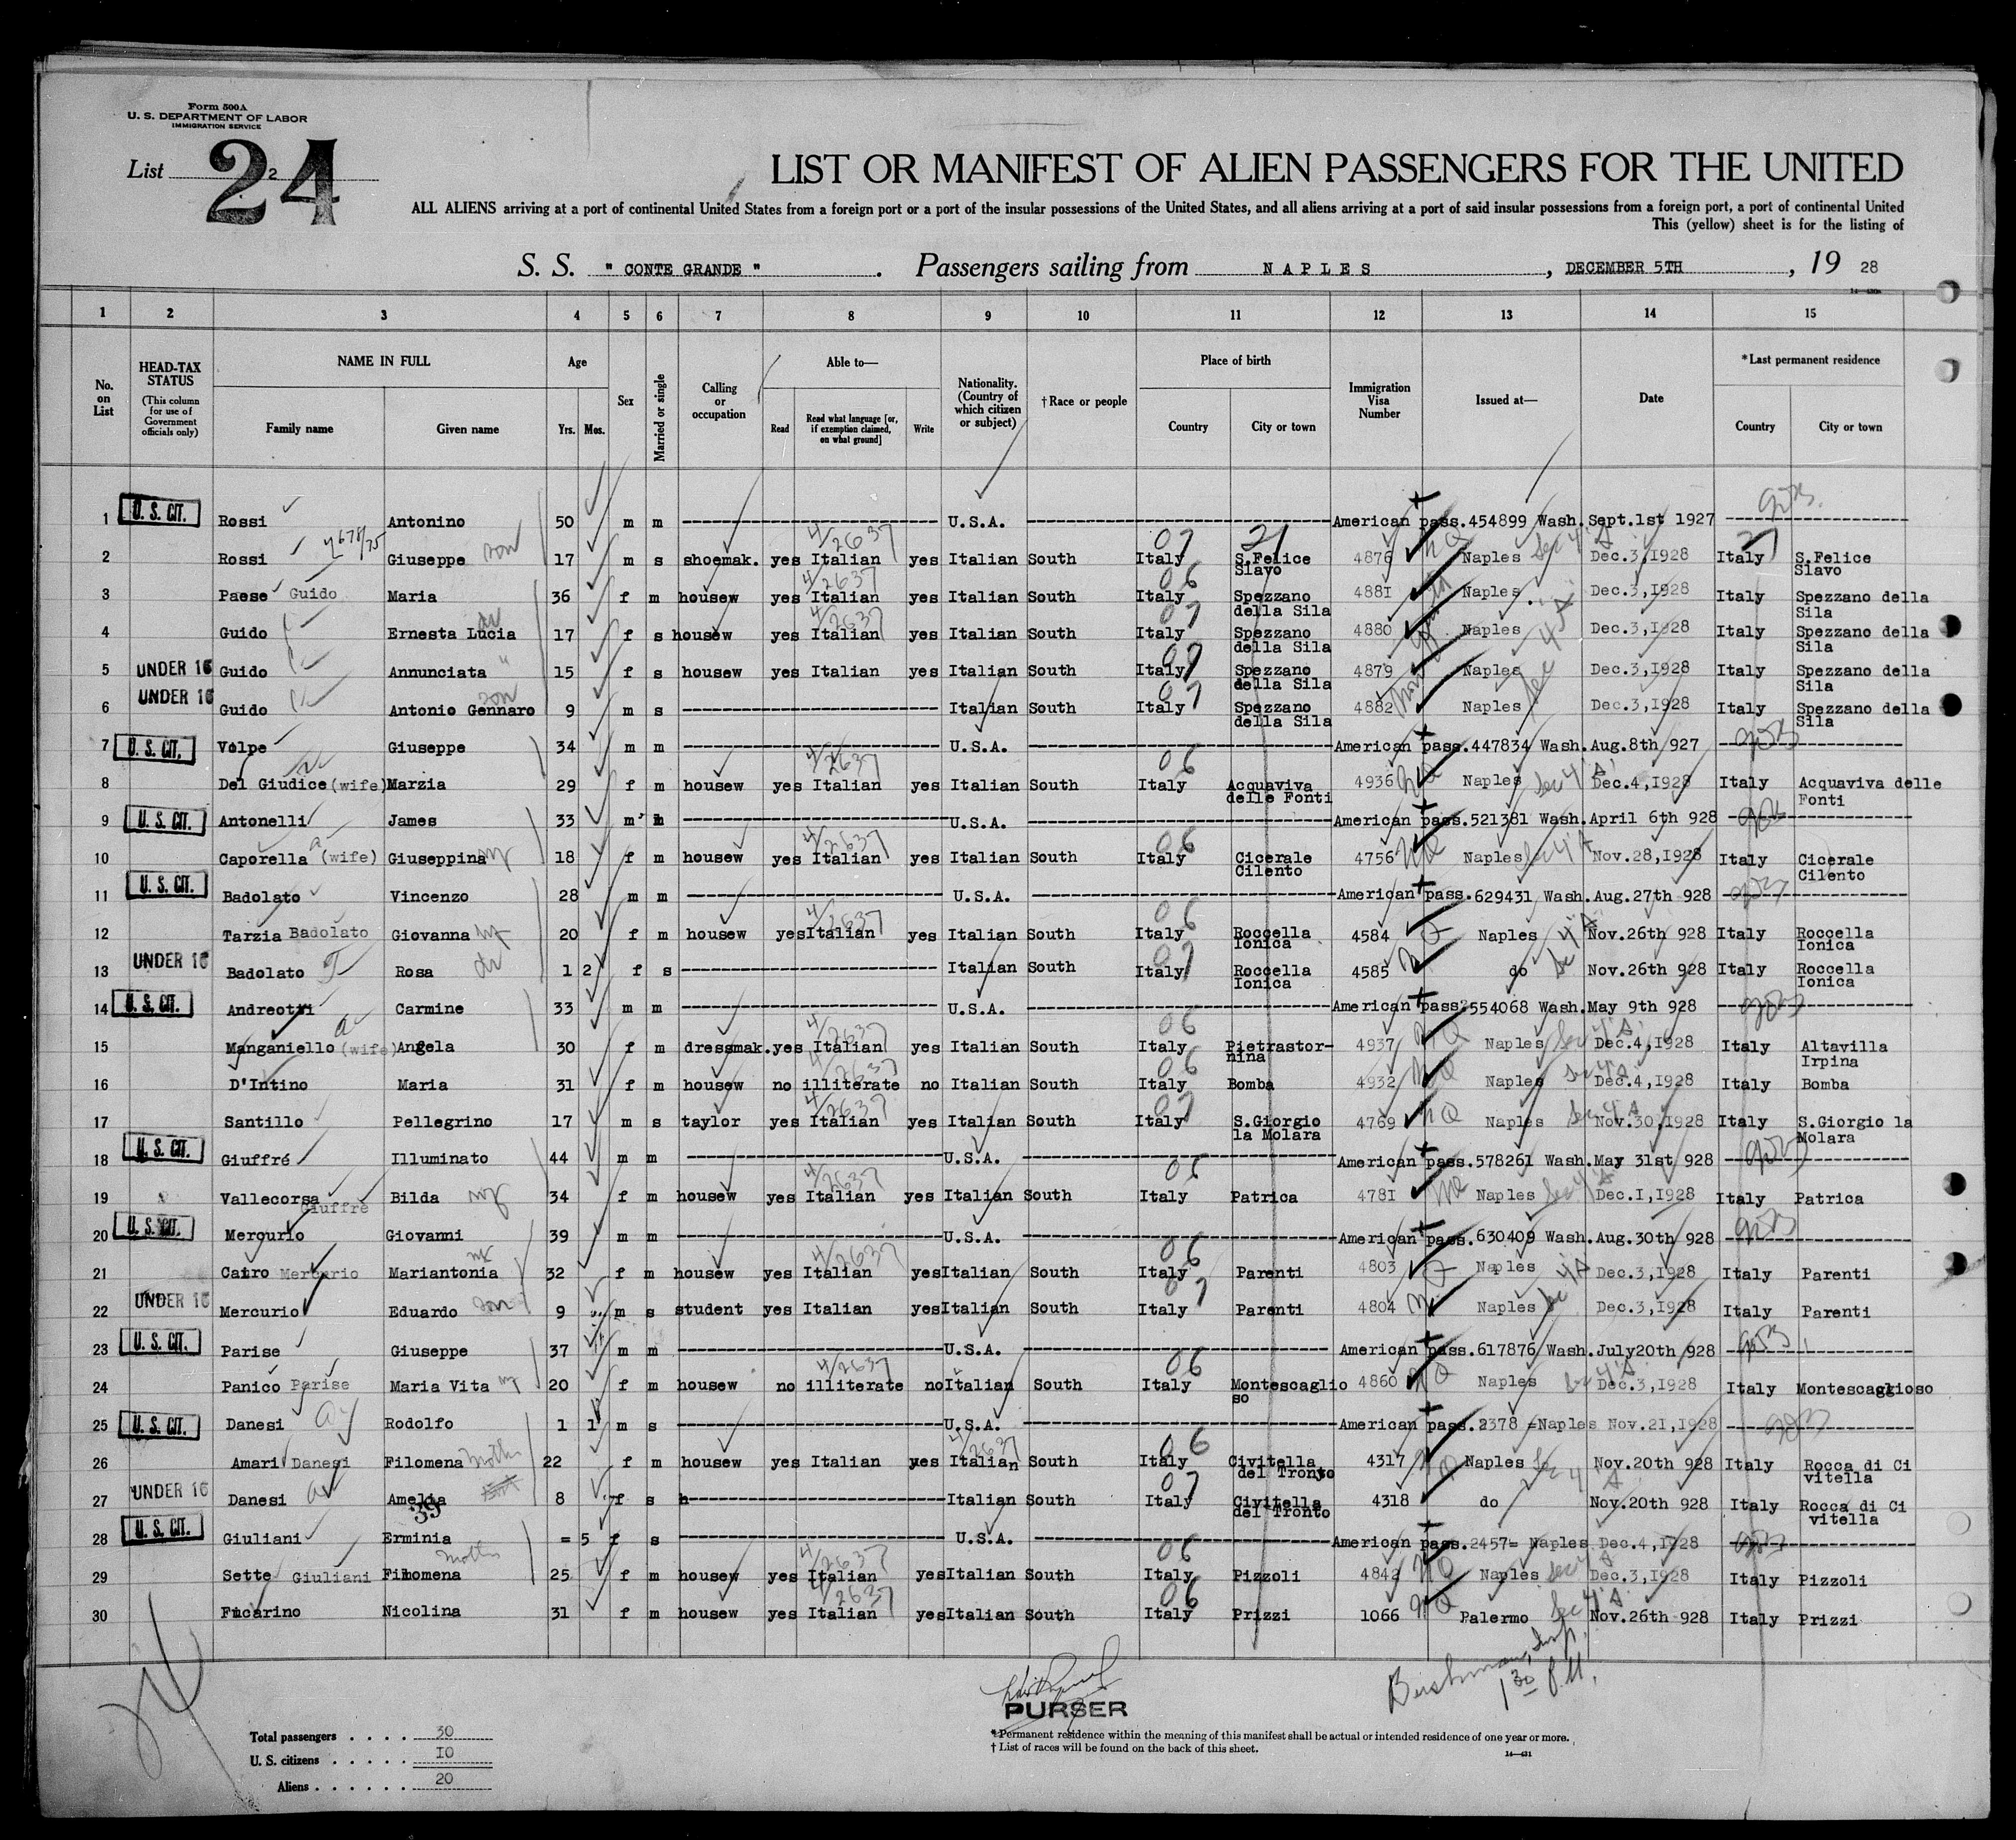 Form 500A
U. S. DEPARTMENT OF LABOR
IMMIGRATION SERVICE
List 2
24
LIST OR MANIFEST OF ALIEN PASSENGERS FOR THE UNITED
ALL ALIENS arriving at a port of continental United States from a foreign port or a port of the insular possessions of the United States, and all aliens arriving at a port of said insular possessions from a foreign port, a port of continental United
This (yellow) sheet is for the listing of
S. S. " CONTE GRANDE " . Passengers sailing from N A P L E S , DECEMBER 5TH , 19 28
1 2 3 4 5 6 7 8 9 10 11 12 13 14 15
No. on List
HEAD-TAX STATUS
(This column for use of Government officials only)
NAME IN FULL
Family name Given name
Age
Yrs. Mos.
Sex
Married or single
Calling or occupation
Able to—
Read Read what language [or, if exemption claimed, on what ground] Write
Nationality. (Country of which citizen or subject)
† Race or people
Place of birth
Country City or town
Immigration Visa Number
Issued at—
Date
*Last permanent residence
Country City or town
1 U. S. CIT. Rossi Antonino 50 m m U.S.A. American pass.454899 Wash. Sept.1st 1927
2 Rossi Giuseppe son 17 m s shoemak. yes Italian yes Italian South Italy S.Felice Slavo 4876 Naples Dec.3,1928 Italy S.Felice Slavo
3 Paese Guido Maria 36 f m housew yes Italian yes Italian South Italy Spezzano della Sila 4881 Naples Dec.3,1928 Italy Spezzano della Sila
4 Guido Ernesta Lucia 17 f s housew yes Italian yes Italian South Italy Spezzano della Sila 4880 Naples Dec.3,1928 Italy Spezzano della Sila
5 UNDER 16 Guido Annunciata " 15 f s housew yes Italian yes Italian South Italy Spezzano della Sila 4879 Naples Dec.3,1928 Italy Spezzano della Sila
6 UNDER 16 Guido Antonio Gennaro son 9 m s Italian South Italy Spezzano della Sila 4882 Naples Dec.3,1928 Italy Spezzano della Sila
7 U. S. CIT. Volpe Giuseppe 34 m m U.S.A. American pass.447834 Wash. Aug.8th 927
8 Del Giudice (wife) Marzia 29 f m housew yes Italian yes Italian South Italy Acquaviva delle Fonti 4936 Naples Dec.4,1928 Italy Acquaviva delle Fonti
9 U. S. CIT. Antonelli James 33 m m U.S.A. American pass.521381 Wash. April 6th 928
10 Caporella (wife) Giuseppina 18 f m housew yes Italian yes Italian South Italy Cicerale Cilento 4756 Naples Nov.28,1928 Italy Cicerale Cilento
11 U. S. CIT. Badolato Vincenzo 28 m m U.S.A. American pass.629431 Wash. Aug.27th 928
12 Tarzia Badolato Giovanna 20 f m housew yes Italian yes Italian South Italy Roccella Ionica 4584 Naples Nov.26th 928 Italy Roccella Ionica
13 UNDER 16 Badolato Rosa 1 2 f s Italian South Italy Roccella Ionica 4585 do Nov.26th 928 Italy Roccella Ionica
14 U. S. CIT. Andreotti Carmine 33 m m U.S.A. American pass.554068 Wash. May 9th 928
15 Manganiello (wife) Angela 30 f m dressmak. yes Italian yes Italian South Italy Pietrastor-nina 4937 Naples Dec.4,1928 Italy Altavilla Irpina
16 D'Intino Maria 31 f m housew no illiterate no Italian South Italy Bomba 4932 Naples Dec.4,1928 Italy Bomba
17 Santillo Pellegrino 17 m s taylor yes Italian yes Italian South Italy S.Giorgio la Molara 4769 Naples Nov.30,1928 Italy S.Giorgio la Molara
18 U. S. CIT. Giuffré Illuminato 44 m m U.S.A. American pass.578261 Wash. May 31st 928
19 Vallecorsa Giuffré Bilda 34 f m housew yes Italian yes Italian South Italy Patrica 4781 Naples Dec.1,1928 Italy Patrica
20 U. S. CIT. Mercurio Giovanni 39 m m U.S.A. American pass.630409 Wash. Aug.30th 928
21 Cairo Mercurio Mariantonia 32 f m housew yes Italian yes Italian South Italy Parenti 4803 Naples Dec.3,1928 Italy Parenti
22 UNDER 16 Mercurio Eduardo son 9 m s student yes Italian yes Italian South Italy Parenti 4804 Naples Dec.3,1928 Italy Parenti
23 U. S. CIT. Parise Giuseppe 37 m m U.S.A. American pass.617876 Wash. July20th 928
24 Panico Parise Maria Vita 20 f m housew no illiterate no Italian South Italy Montescaglioso 4860 Naples Dec.3,1928 Italy Montescaglioso
25 U. S. CIT. Danesi Rodolfo 1 1 m s U.S.A. American pass.2378 =Naples Nov.21,1928
26 Amari Danesi Filomena mother 22 f m housew yes Italian yes Italian South Italy Civitella del Tronto 4317 Naples Nov.20th 928 Italy Rocca di Ci vitella
27 UNDER 16 Danesi Amelia 8 f s h Italian South Italy Civitella del Tronto 4318 do Nov.20th 928 Italy Rocca di Ci vitella
39
28 U. S. CIT. Giuliani Erminia = 5 f s U.S.A. American pass.2457= Naples Dec.4,1928
29 Sette Giuliani Filomena mother 25 f m housew yes Italian yes Italian South Italy Pizzoli 4842 Naples Dec.3,1928 Italy Pizzoli
30 Fucarino Nicolina 31 f m housew yes Italian yes Italian South Italy Prizzi 1066 Palermo Nov.26th 928 Italy Prizzi
1 30 P.M.
PURSER
Total passengers . . . . 30
U. S. citizens . . . . . 10
Aliens . . . . . . 20
* Permanent residence within the meaning of this manifest shall be actual or intended residence of one year or more.
† List of races will be found on the back of this sheet.
14—431